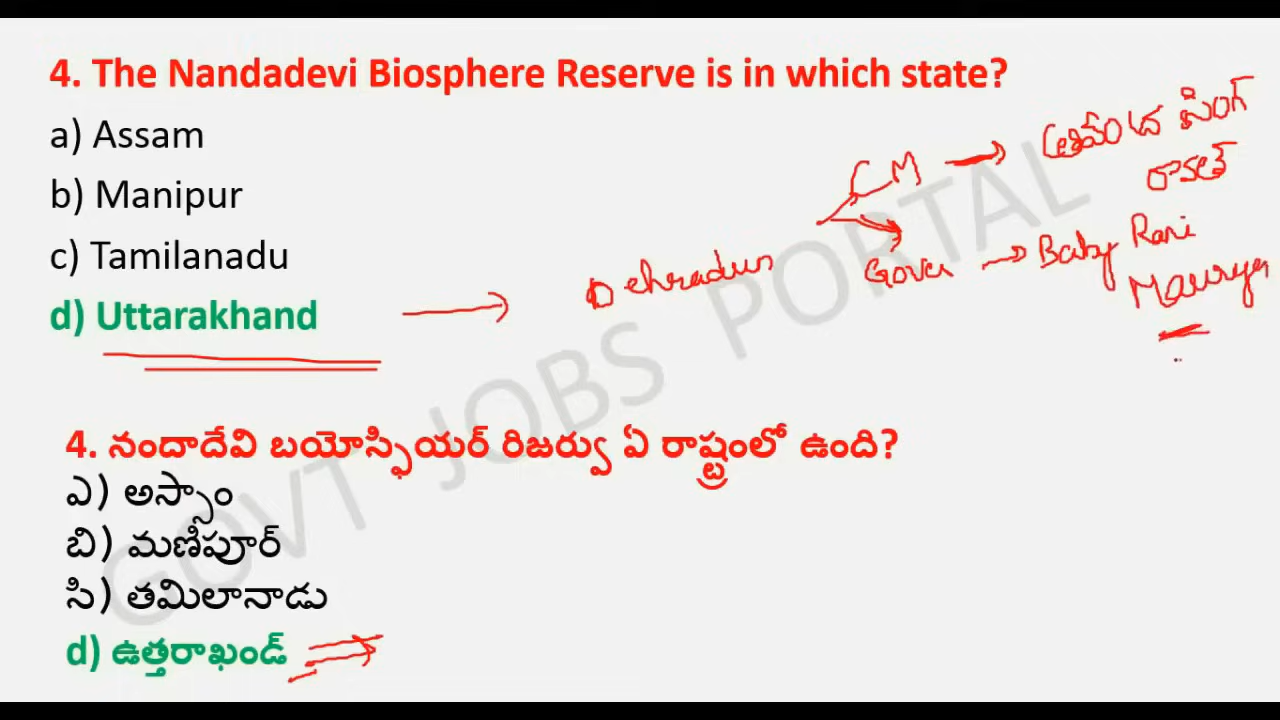 4. The Nandadevi Biosphere Reserve is in which state?
a) Assam
b) Manipur
c) Tamilanadu
d) Uttarakhand
Dehradun
CM
త్రివేంద్ర సింగ్
రావత్
Gover
Baby Rani
Maurya
4. నందాదేవి బయోస్ఫియర్ రిజర్వు ఏ రాష్ట్రంలో ఉంది?
ఎ) అస్సాం
బి) మణిపూర్
సి) తమిలానాడు
d) ఉత్తరాఖండ్
GOVT JOBS PORTAL